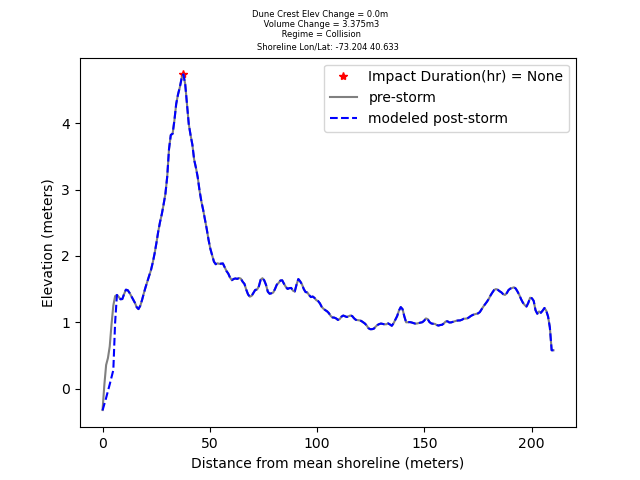 Dune Crest Elev Change = 0.0m
Volume Change = 3.375m3
Regime = Collision
Shoreline Lon/Lat: -73.204 40.633
Impact Duration(hr) = None
pre-storm
modeled post-storm
Elevation (meters)
4
3
2
1
0
0 50 100 150 200
Distance from mean shoreline (meters)